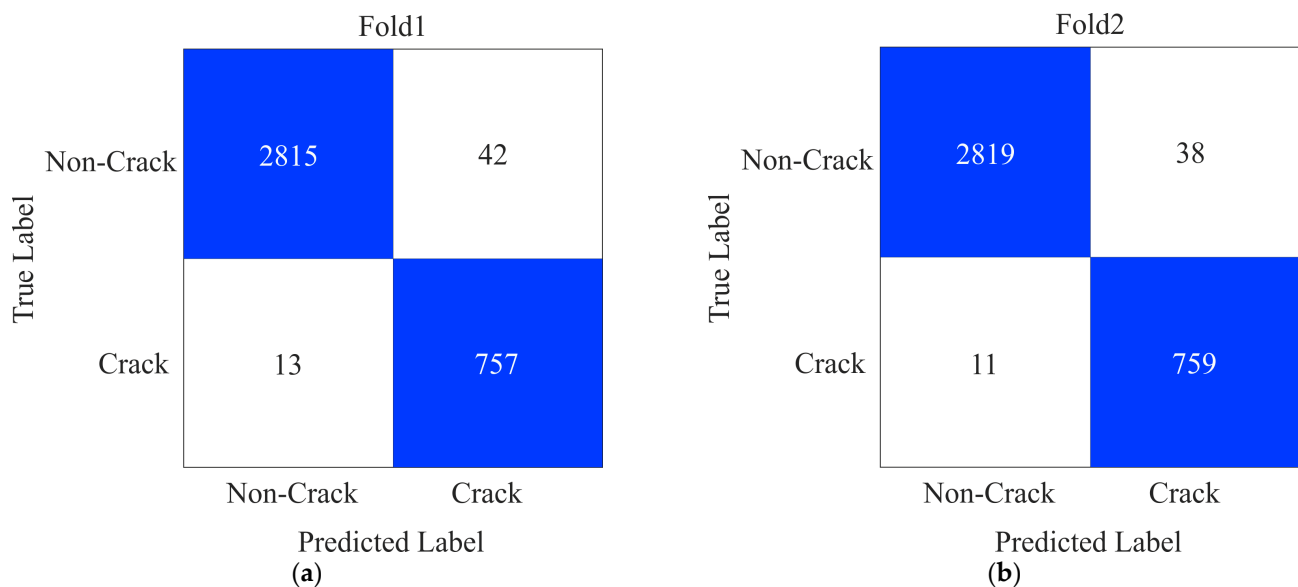 Fold1
True Label
Non-Crack
2815
42
Crack
13
757
Non-Crack
Crack
Predicted Label
(a)
Fold2
True Label
Non-Crack
2819
38
Crack
11
759
Non-Crack
Crack
Predicted Label
(b)